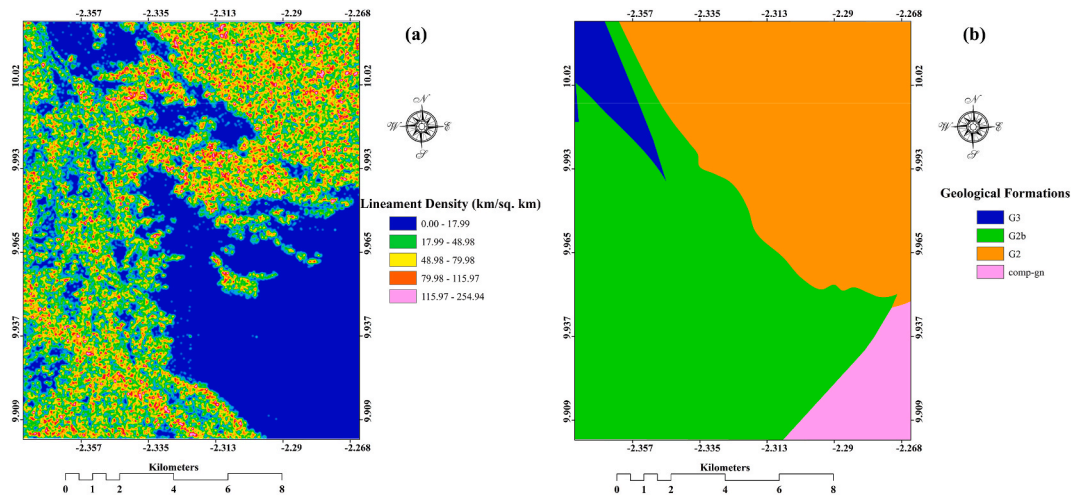 -2.357 -2.335 -2.313 -2.29 -2.268
(a)
10.02
9.993
9.965
9.937
9.909
10.02
9.993
9.965
9.937
9.909
N
W E
S
Lineament Density (km/sq. km)
0.00 - 17.99
17.99 - 48.98
48.98 - 79.98
79.98 - 115.97
115.97 - 254.94
-2.357 -2.335 -2.313 -2.29 -2.268
Kilometers
0 1 2 4 6 8
-2.357 -2.335 -2.313 -2.29 -2.268
(b)
10.02
9.993
9.965
9.937
9.909
10.02
9.993
9.965
9.937
9.909
N
W E
S
Geological Formations
G3
G2b
G2
comp-gn
-2.357 -2.335 -2.313 -2.29 -2.268
Kilometers
0 1 2 4 6 8